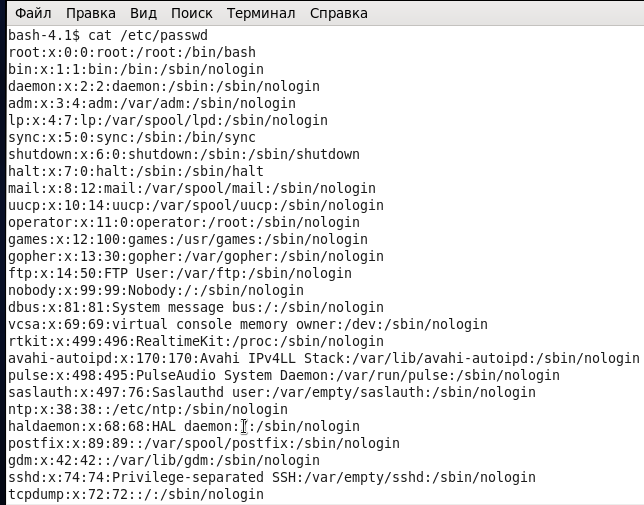 Файл Правка Вид Поиск Терминал Справка
bash-4.1$ cat /etc/passwd
root:x:0:0:root:/root:/bin/bash
bin:x:1:1:bin:/bin:/sbin/nologin
daemon:x:2:2:daemon:/sbin:/sbin/nologin
adm:x:3:4:adm:/var/adm:/sbin/nologin
lp:x:4:7:lp:/var/spool/lpd:/sbin/nologin
sync:x:5:0:sync:/sbin:/bin/sync
shutdown:x:6:0:shutdown:/sbin:/sbin/shutdown
halt:x:7:0:halt:/sbin:/sbin/halt
mail:x:8:12:mail:/var/spool/mail:/sbin/nologin
uucp:x:10:14:uucp:/var/spool/uucp:/sbin/nologin
operator:x:11:0:operator:/root:/sbin/nologin
games:x:12:100:games:/usr/games:/sbin/nologin
gopher:x:13:30:gopher:/var/gopher:/sbin/nologin
ftp:x:14:50:FTP User:/var/ftp:/sbin/nologin
nobody:x:99:99:Nobody:/:/sbin/nologin
dbus:x:81:81:System message bus:/:/sbin/nologin
vcsa:x:69:69:virtual console memory owner:/dev:/sbin/nologin
rtkit:x:499:496:RealtimeKit:/proc:/sbin/nologin
avahi-autoipd:x:170:170:Avahi IPv4LL Stack:/var/lib/avahi-autoipd:/sbin/nologin
pulse:x:498:495:PulseAudio System Daemon:/var/run/pulse:/sbin/nologin
saslauth:x:497:76:Saslauthd user:/var/empty/saslauth:/sbin/nologin
ntp:x:38:38::/etc/ntp:/sbin/nologin
haldaemon:x:68:68:HAL daemon:/:/sbin/nologin
postfix:x:89:89::/var/spool/postfix:/sbin/nologin
gdm:x:42:42::/var/lib/gdm:/sbin/nologin
sshd:x:74:74:Privilege-separated SSH:/var/empty/sshd:/sbin/nologin
tcpdump:x:72:72::/:/sbin/nologin